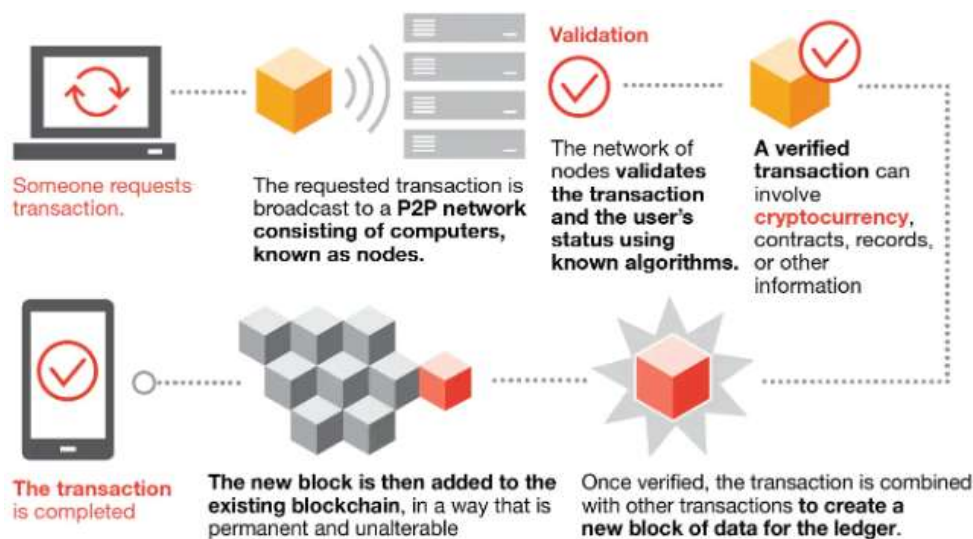 Someone requests
transaction.
The requested transaction is
broadcast to a P2P network
consisting of computers,
known as nodes.
Validation
The network of
nodes validates
the transaction
and the user's
status using
known algorithms.
A verified
transaction can
involve
cryptocurrency,
contracts, records,
or other
information
Once verified, the transaction is combined
with other transactions to create a
new block of data for the ledger.
The new block is then added to the
existing blockchain, in a way that is
permanent and unalterable
The transaction
is completed